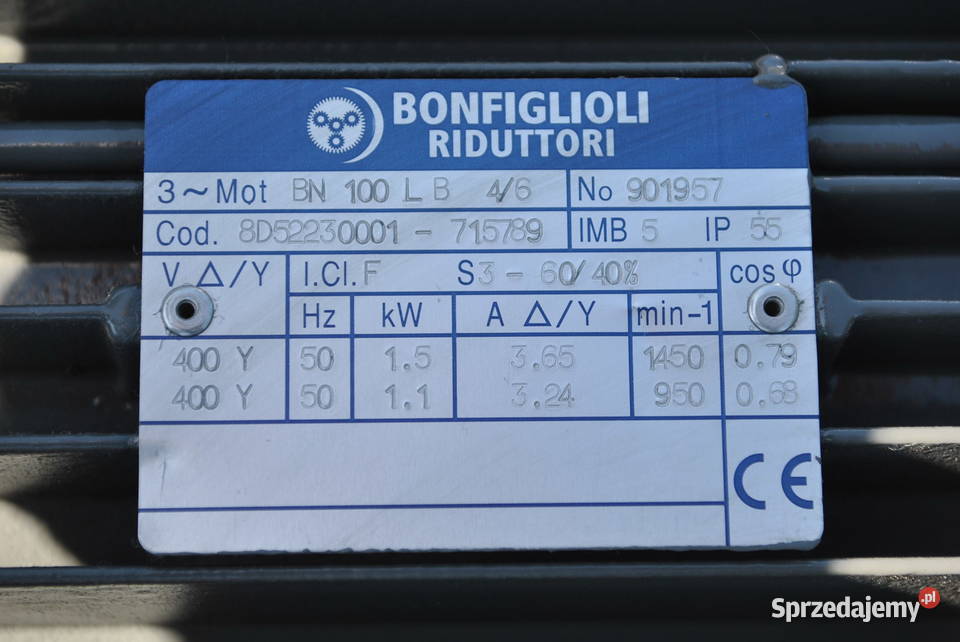 BONFIGLIOLI
RIDUTTORI
3~Mot BN 100 L B 4/6 No 901957
Cod. 8D52230001 - 715789 IMB 5 IP 55
V Δ/Y I.Cl.F S3 - 60/40% cosφ
Hz kW A Δ/Y min-1
400 Y 50 1.5 3.65 1450 0.79
400 Y 50 1.1 3.24 950 0.68
CE
Sprzedajemy.pl